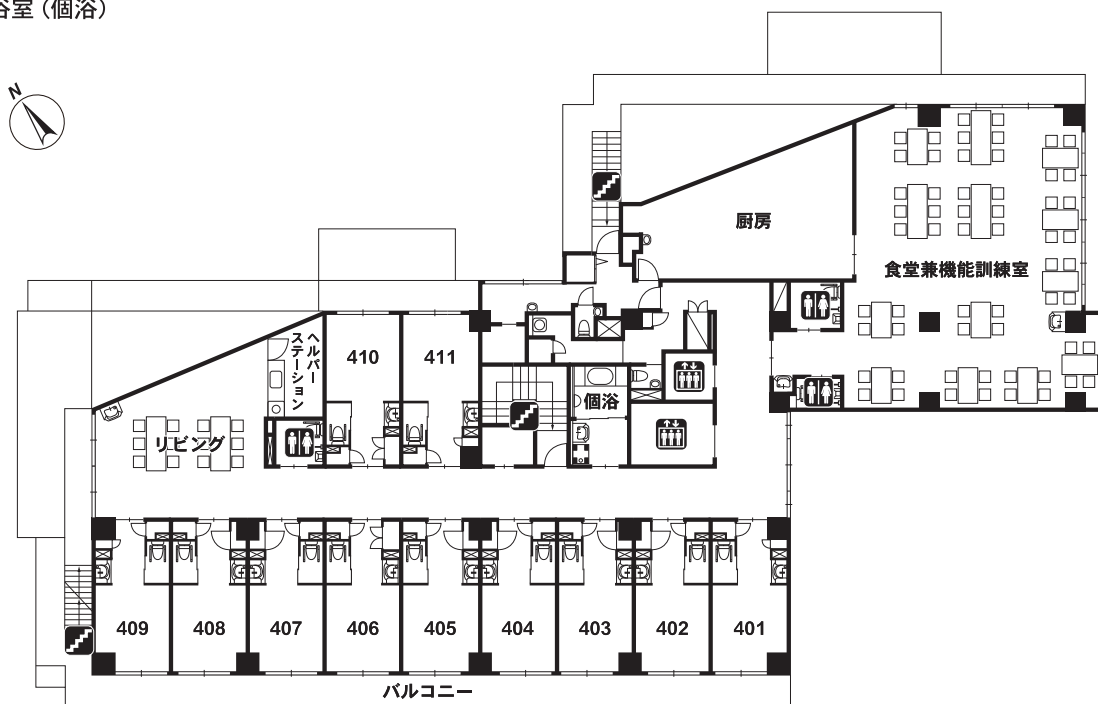 浴室（個浴）
N
厨房
食堂兼機能訓練室
ヘルパー
ステーション
410
411
個浴
リビング
409
408
407
406
405
404
403
402
401
バルコニー